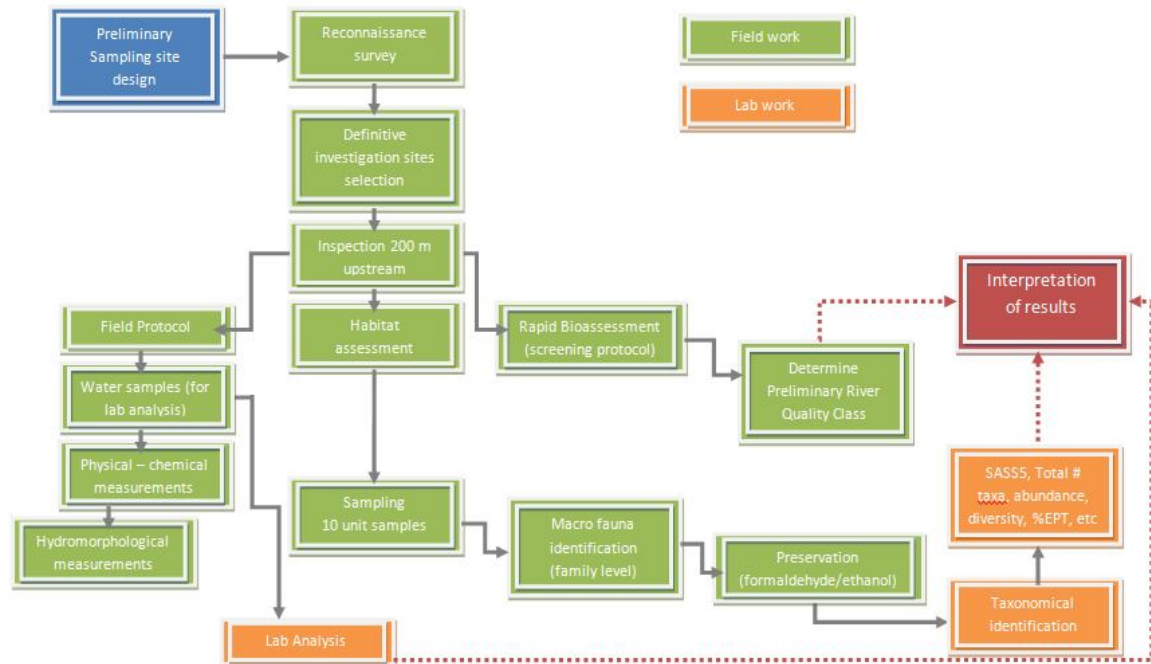 Preliminary
Sampling site
design
Reconnaissance
survey
Field work
Lab work
Definitive
investigation sites
selection
Inspection 200 m
upstream
Interpretation
of results
Field Protocol
Habitat
assessment
Rapid Bioassessment
(screening protocol)
Determine
Preliminary River
Quality Class
Water samples (for
lab analysis)
Physical – chemical
measurements
Hydromorphological
measurements
Sampling
10 unit samples
Macro fauna
identification
(family level)
Preservation
(formaldehyde/ethanol)
SASS5, Total #
taxa, abundance,
diversity, %EPT, etc
Taxonomical
identification
Lab Analysis